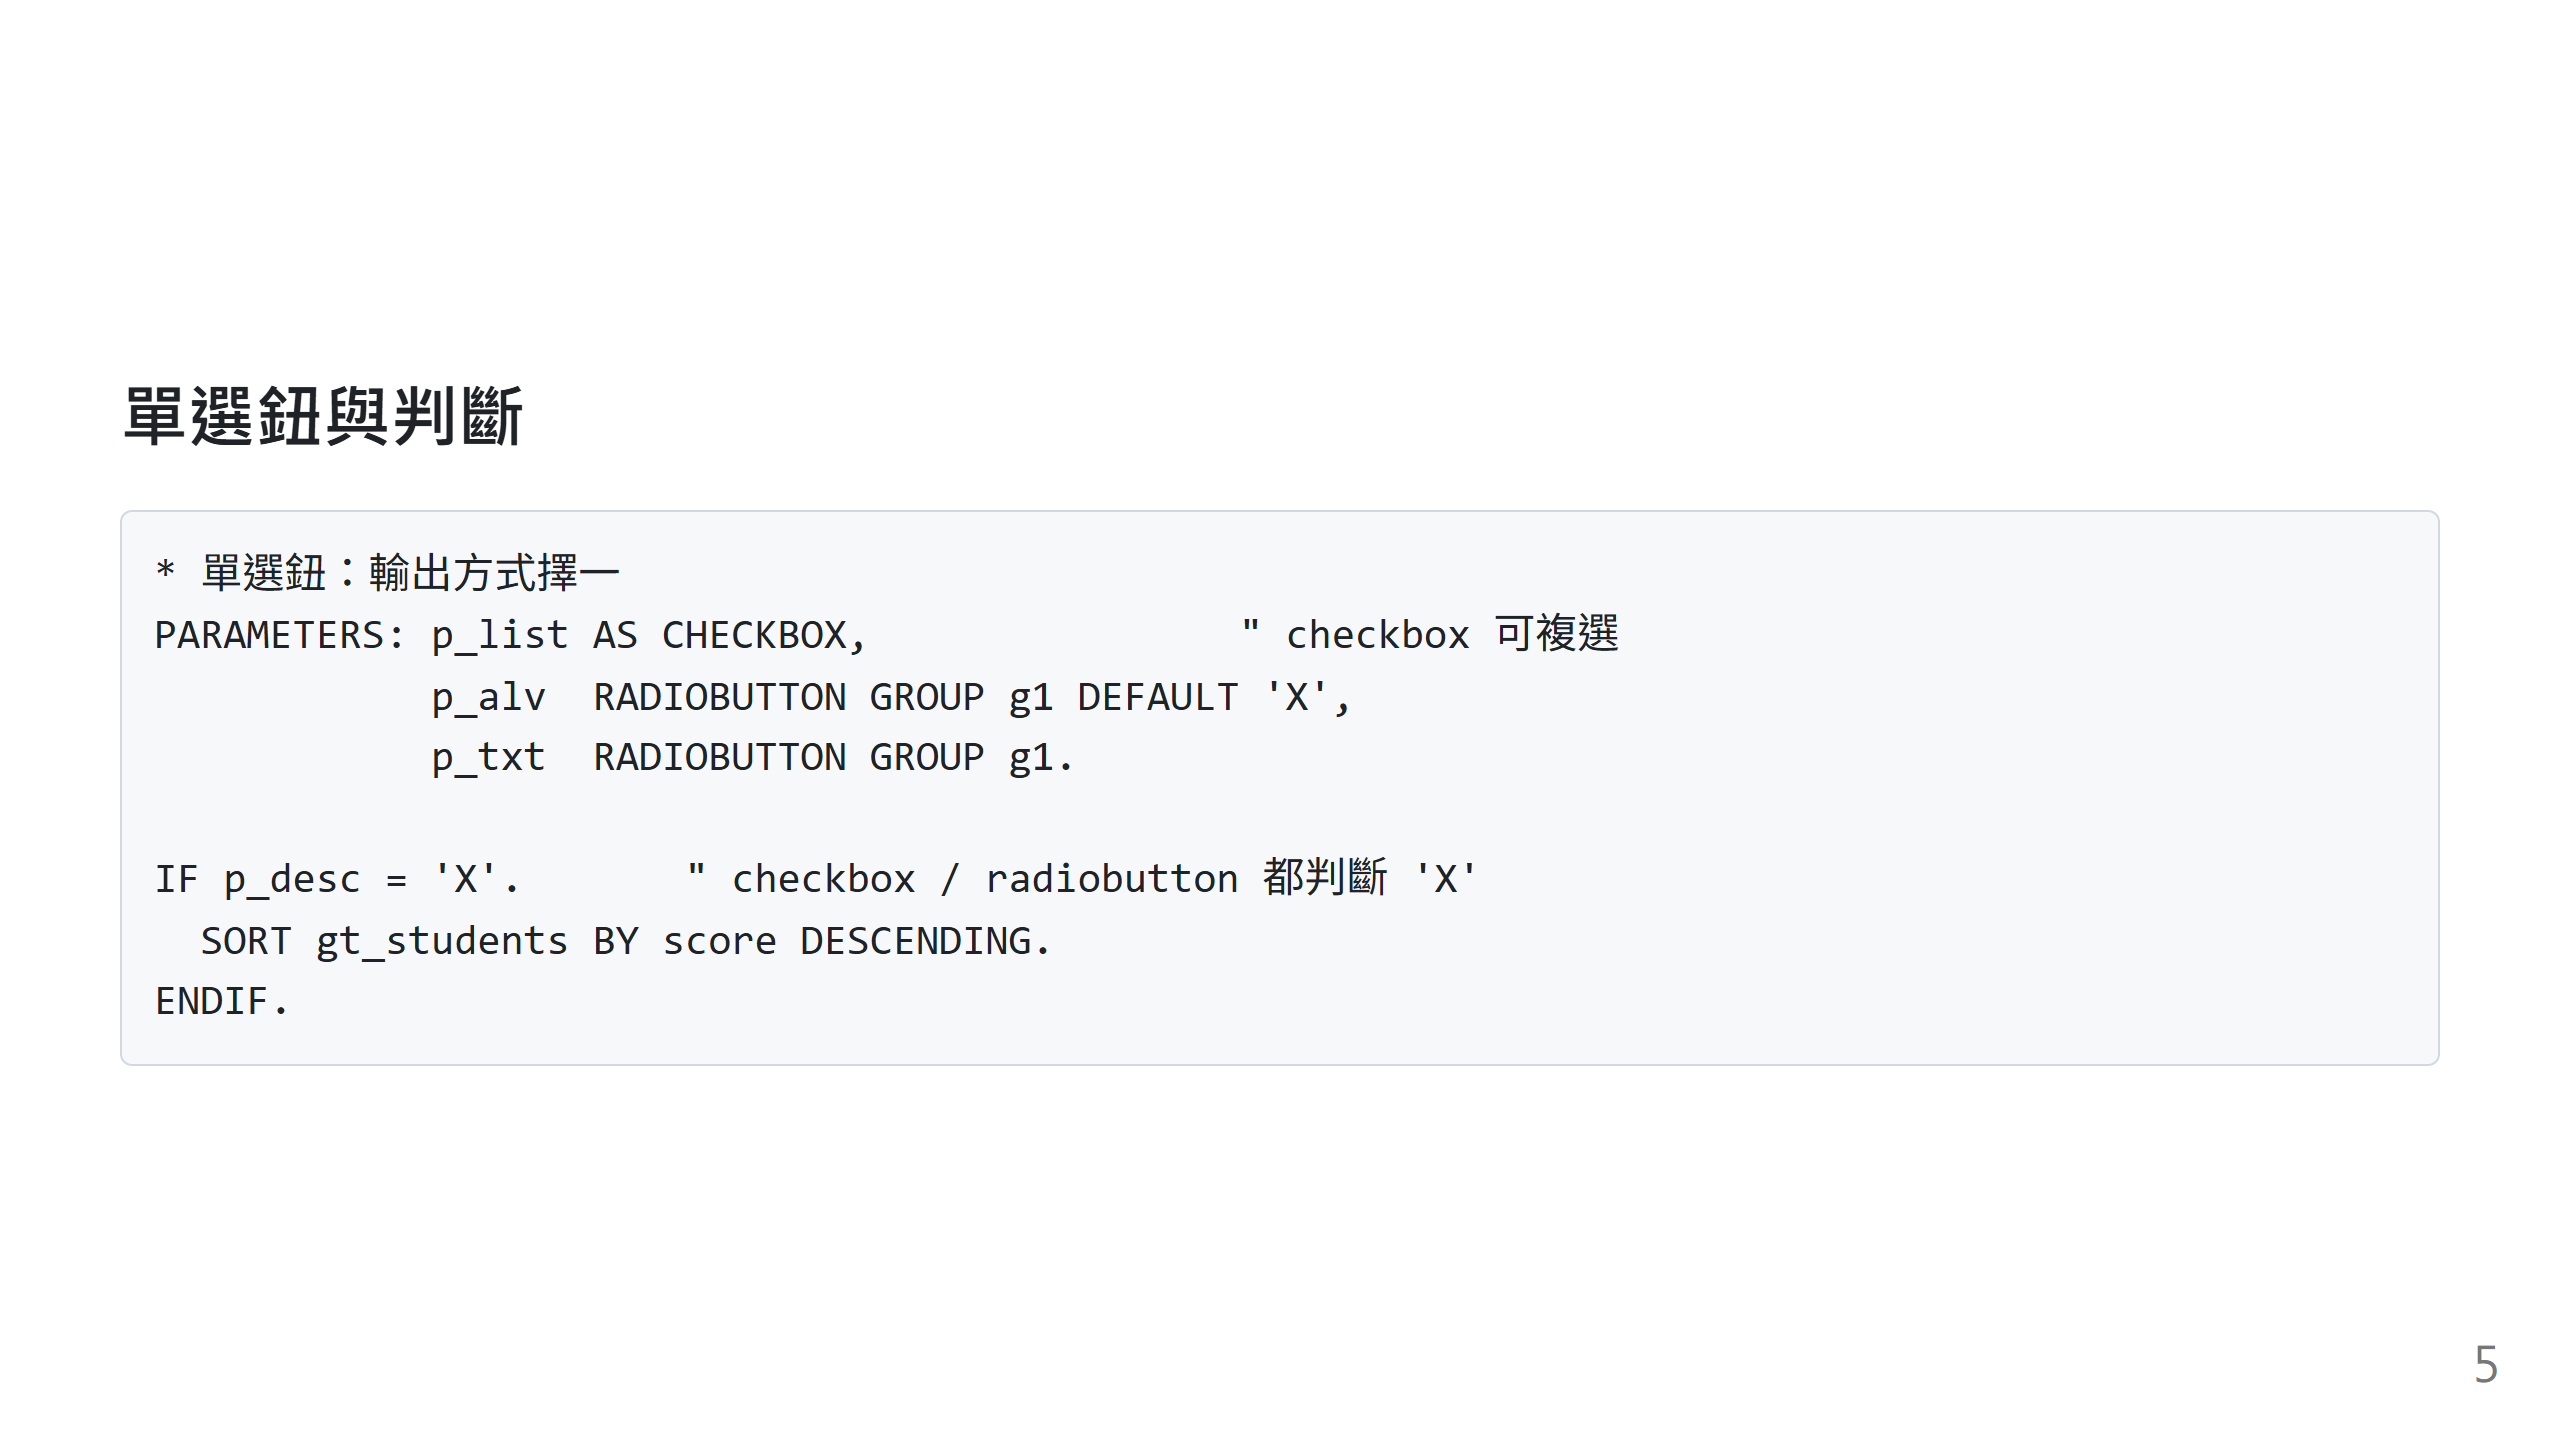 單選鈕與判斷
* 單選鈕：輸出方式擇一
PARAMETERS: p_list AS CHECKBOX,                " checkbox 可複選
            p_alv  RADIOBUTTON GROUP g1 DEFAULT 'X',
            p_txt  RADIOBUTTON GROUP g1.
IF p_desc = 'X'.       " checkbox / radiobutton 都判斷 'X'
  SORT gt_students BY score DESCENDING.
ENDIF.
5